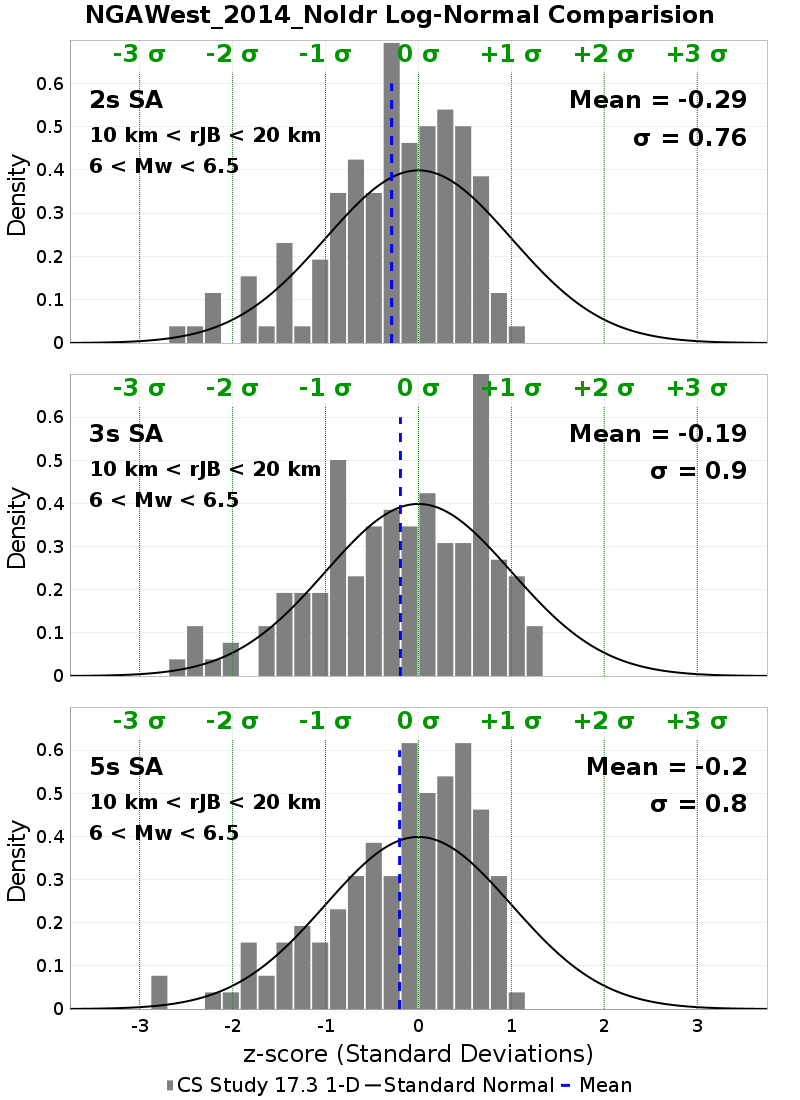 NGAWest_2014_NoIdr Log-Normal Comparision
-3 σ -2 σ -1 σ 0 σ +1 σ +2 σ +3 σ
2s SA
Mean = -0.29
10 km < rJB < 20 km
σ = 0.76
6 < Mw < 6.5
Density
0.6
0.5
0.4
0.3
0.2
0.1
0
-3 σ -2 σ -1 σ 0 σ +1 σ +2 σ +3 σ
3s SA
Mean = -0.19
10 km < rJB < 20 km
σ = 0.9
6 < Mw < 6.5
Density
0.6
0.5
0.4
0.3
0.2
0.1
0
-3 σ -2 σ -1 σ 0 σ +1 σ +2 σ +3 σ
5s SA
Mean = -0.2
10 km < rJB < 20 km
σ = 0.8
6 < Mw < 6.5
Density
0.6
0.5
0.4
0.3
0.2
0.1
0
-3 -2 -1 0 1 2 3
z-score (Standard Deviations)
CS Study 17.3 1-D Standard Normal Mean